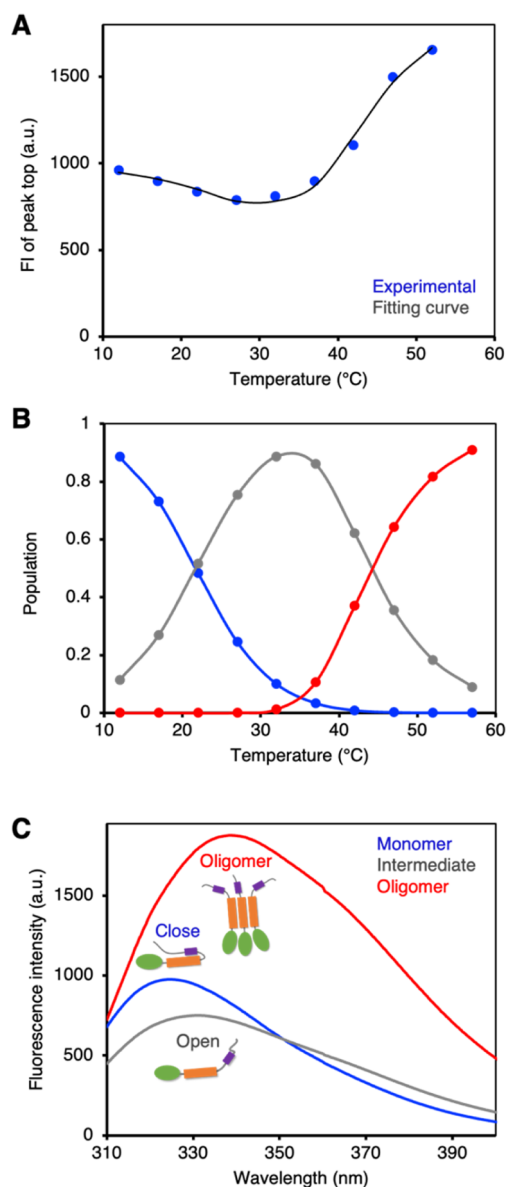 A
1500
1000
500
0
FI of peak top (a.u.)
Experimental
Fitting curve
10 20 30 40 50 60
Temperature (°C)
B
1
0.8
0.6
0.4
0.2
0
Population
10 20 30 40 50 60
Temperature (°C)
C
Monomer
Intermediate
Oligomer
Oligomer
Close
Open
1500
1000
500
0
Fluorescence intensity (a.u.)
310 330 350 370 390
Wavelength (nm)